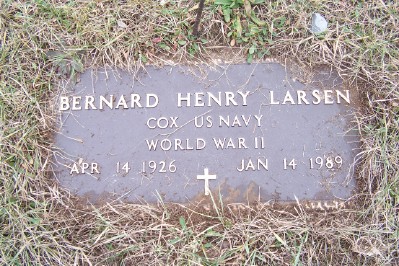 BERNARD HENRY LARSEN
COX US NAVY
WORLD WAR II
APR 14 1926 JAN 14 1989